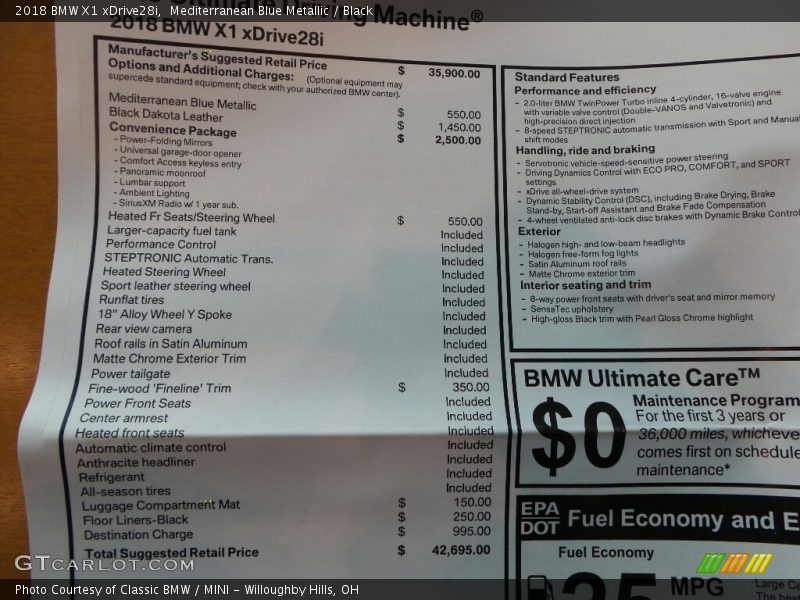 2018 BMW X1 xDrive28i, Mediterranean Blue Metallic / Black
Driving Machine®
2018 BMW X1 xDrive28i
Manufacturer's Suggested Retail Price $ 35,900.00
Options and Additional Charges: (Optional equipment may
supercede standard equipment; check with your authorized BMW center).
Mediterranean Blue Metallic $ 550.00
Black Dakota Leather $ 1,450.00
Convenience Package $ 2,500.00
- Power-Folding Mirrors
- Universal garage-door opener
- Comfort Access keyless entry
- Panoramic moonroof
- Lumbar support
- Ambient Lighting
- SiriusXM Radio w/ 1 year sub.
Heated Fr Seats/Steering Wheel $ 550.00
Larger-capacity fuel tank Included
Performance Control Included
STEPTRONIC Automatic Trans. Included
Heated Steering Wheel Included
Sport leather steering wheel Included
Runflat tires Included
18" Alloy Wheel Y Spoke Included
Rear view camera Included
Roof rails in Satin Aluminum Included
Matte Chrome Exterior Trim Included
Power tailgate Included
Fine-wood 'Fineline' Trim $ 350.00
Power Front Seats Included
Center armrest Included
Heated front seats Included
Automatic climate control Included
Anthracite headliner Included
Refrigerant Included
All-season tires Included
Luggage Compartment Mat $ 150.00
Floor Liners-Black $ 250.00
Destination Charge $ 995.00
Total Suggested Retail Price $ 42,695.00
Standard Features
Performance and efficiency
- 2.0-liter BMW TwinPower Turbo inline 4-cylinder, 16-valve engine
with variable valve control (Double-VANOS and Valvetronic) and
high-precision direct injection
- 8-speed STEPTRONIC automatic transmission with Sport and Manual
shift modes
Handling, ride and braking
- Servotronic vehicle-speed-sensitive power steering
- Driving Dynamics Control with ECO PRO, COMFORT, and SPORT
settings
- xDrive all-wheel-drive system
- Dynamic Stability Control (DSC), including Brake Drying, Brake
Stand-by, Start-off Assistant and Brake Fade Compensation
- 4-wheel ventilated anti-lock disc brakes with Dynamic Brake Control
Exterior
- Halogen high- and low-beam headlights
- Halogen free-form fog lights
- Satin Aluminum roof rails
- Matte Chrome exterior trim
Interior seating and trim
- 8-way power front seats with driver's seat and mirror memory
- SensaTec upholstery
- High-gloss Black trim with Pearl Gloss Chrome highlight
BMW Ultimate Care™
$0 Maintenance Program
For the first 3 years or
36,000 miles, whicheve
comes first on schedule
maintenance*
EPA
DOT Fuel Economy and E
Fuel Economy
25 MPG
Large Ca
The bes
GTCARLOT.COM
Photo Courtesy of Classic BMW / MINI - Willoughby Hills, OH